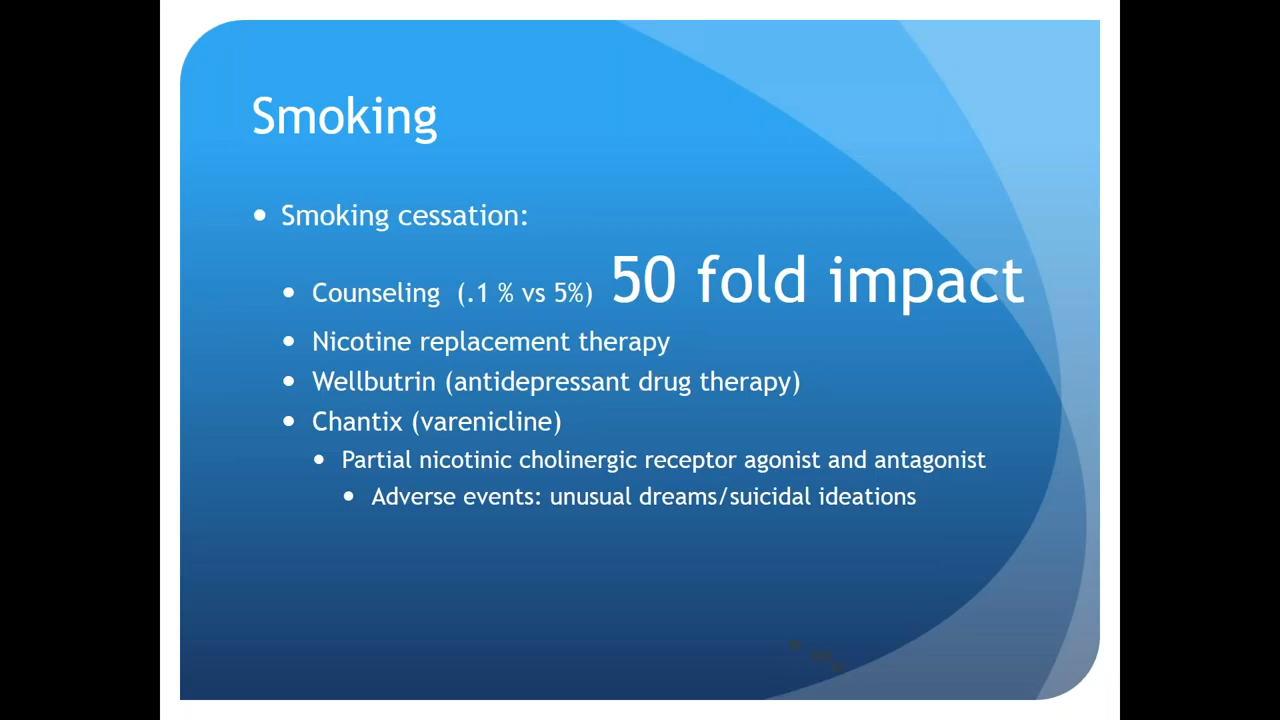 Smoking
• Smoking cessation:
• Counseling (.1 % vs 5%) 50 fold impact
• Nicotine replacement therapy
• Wellbutrin (antidepressant drug therapy)
• Chantix (varenicline)
• Partial nicotinic cholinergic receptor agonist and antagonist
• Adverse events: unusual dreams/suicidal ideations